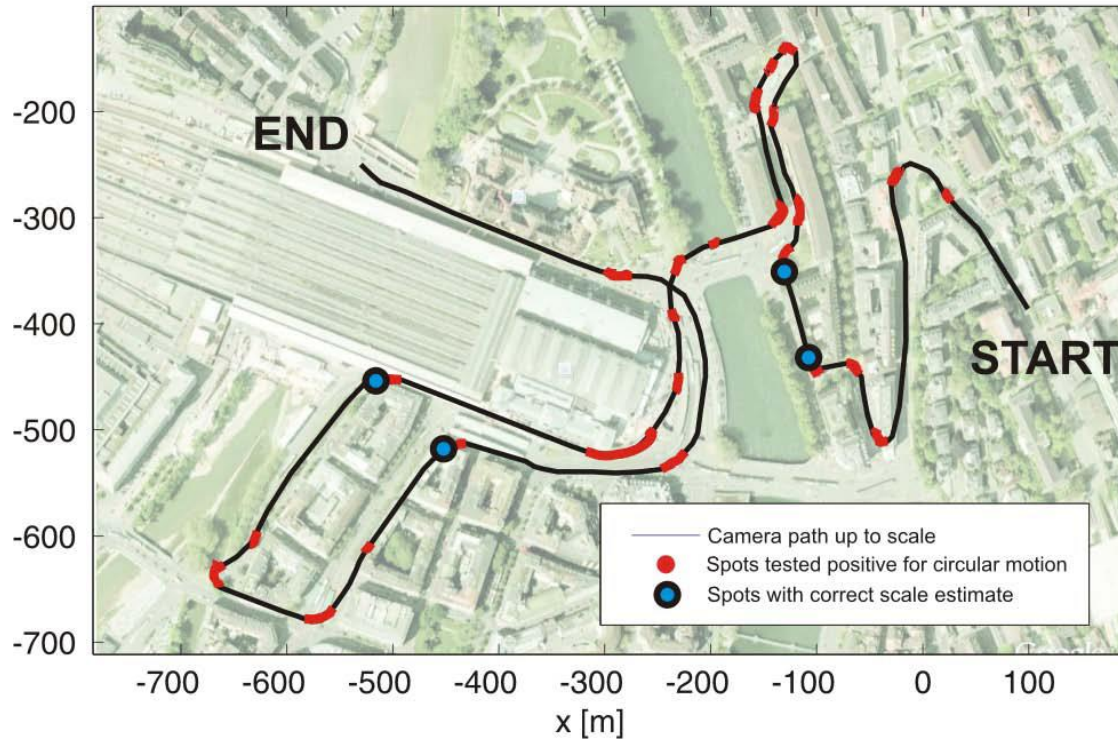 -200
-300
-400
-500
-600
-700
END
START
Camera path up to scale
Spots tested positive for circular motion
Spots with correct scale estimate
-700 -600 -500 -400 -300 -200 -100 0 100
x [m]